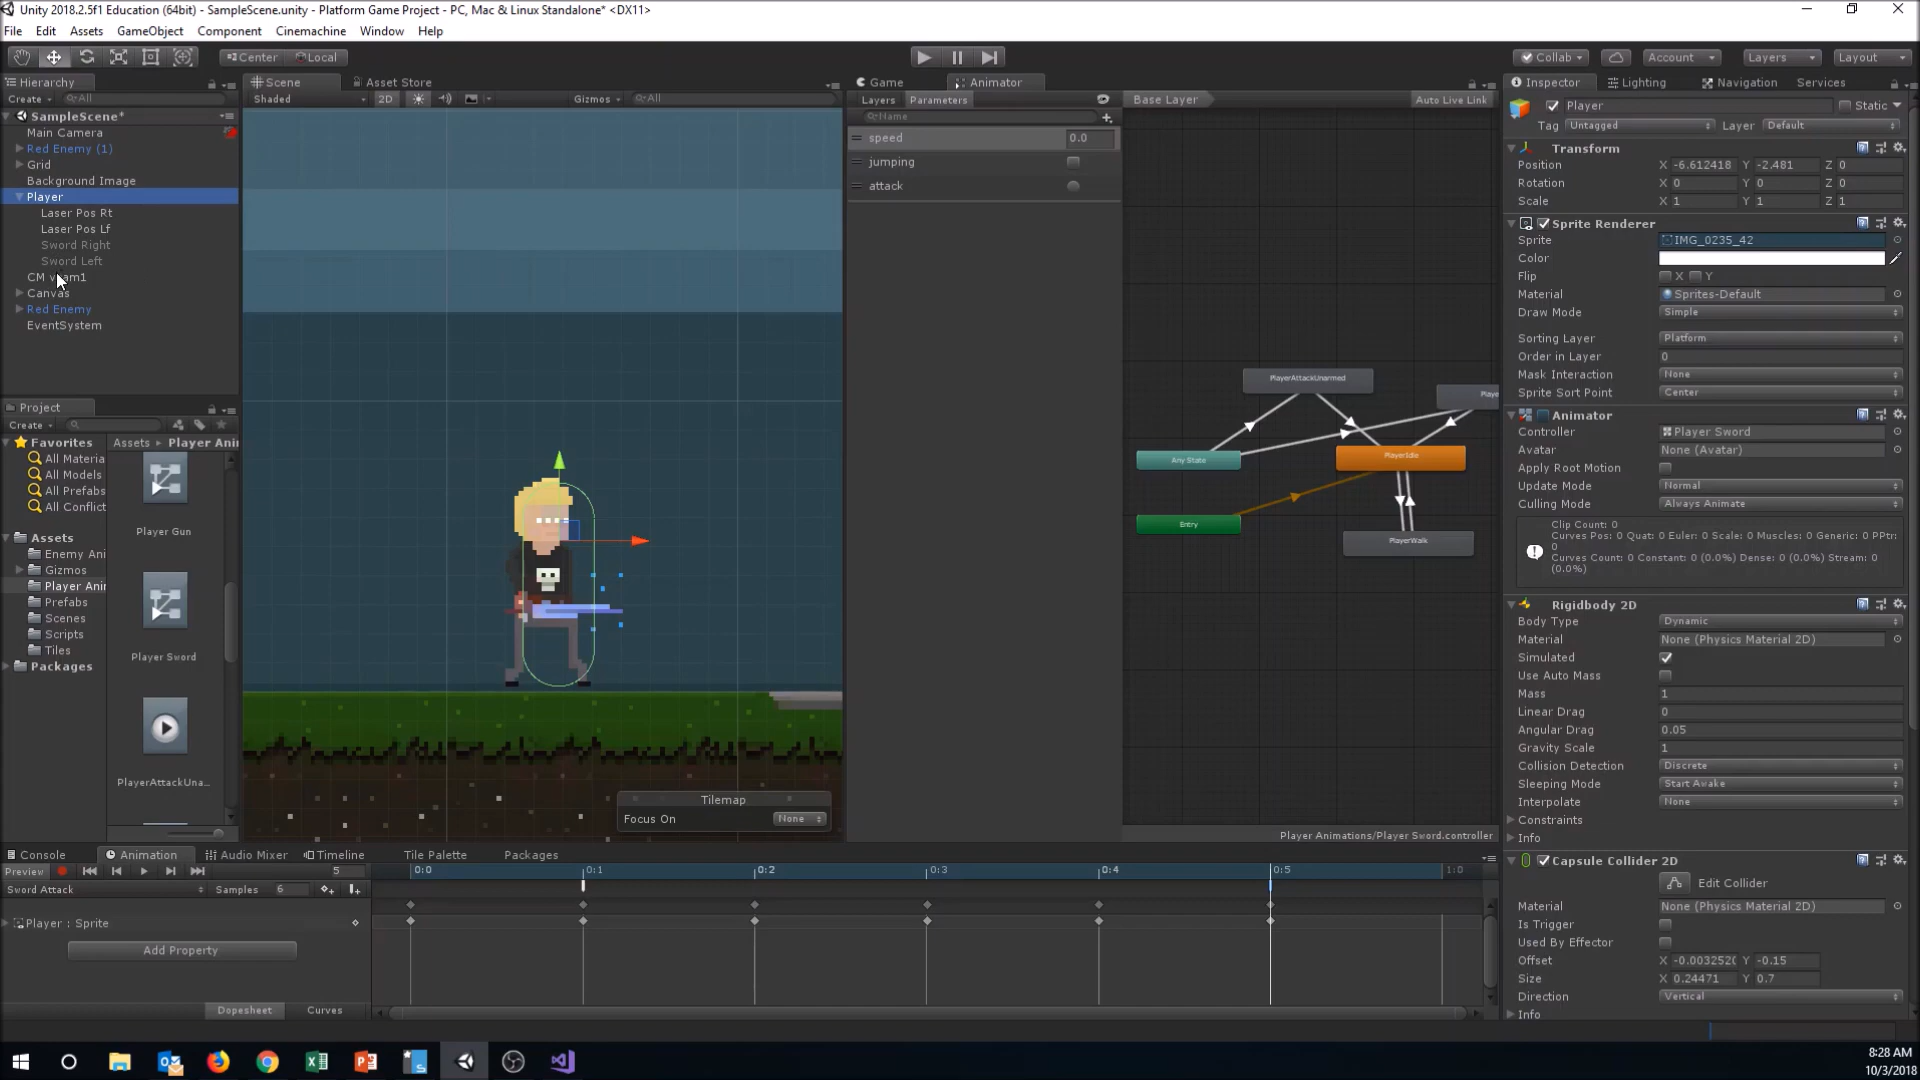 Unity 2018.2.5f1 Education (64bit) - SampleScene.unity - Platform Game Project - PC, Mac & Linux Standalone* <DX11>
File Edit Assets GameObject Component Cinemachine Window Help
Center Local
Collab Account Layers Layout
Hierarchy
Create All
SampleScene*
Main Camera
Red Enemy (1)
Grid
Background Image
Player
Laser Pos Rt
Laser Pos Lf
Sword Right
Sword Left
Canvas
Red Enemy
EventSystem
Project
Create
Favorites
All Materia
All Models
All Prefabs
All Conflict
Assets
Enemy Ani
Gizmos
Player Anir
Prefabs
Scenes
Scripts
Tiles
Packages
Assets Player Ani
Player Gun
Player Sword
PlayerAttackUna...
Scene Asset Store
Shaded 2D Gizmos All
Tilemap
Focus On None
Game Animator
Layers Parameters
Base Layer Auto Live Link
Name
speed 0.0
jumping
attack
PlayerAttackUnarmed
Playe
Any State
PlayerIdle
Entry
PlayerWalk
Player Animations/Player Sword.controller
Inspector Lighting Navigation Services
Player Static
Tag Untagged Layer Default
Transform
Position X -6.612418 Y -2.481 Z 0
Rotation X 0 Y 0 Z 0
Scale X 1 Y 1 Z 1
Sprite Renderer
Sprite IMG_0235_42
Color
Flip X Y
Material Sprites-Default
Draw Mode Simple
Sorting Layer Platform
Order in Layer 0
Mask Interaction None
Sprite Sort Point Center
Animator
Controller Player Sword
Avatar None (Avatar)
Apply Root Motion
Update Mode Normal
Culling Mode Always Animate
Clip Count: 0
Curves Pos: 0 Quat: 0 Euler: 0 Scale: 0 Muscles: 0 Generic: 0 PPtr:
0
Curves Count: 0 Constant: 0 (0.0%) Dense: 0 (0.0%) Stream: 0
(0.0%)
Rigidbody 2D
Body Type Dynamic
Material None (Physics Material 2D)
Simulated
Use Auto Mass
Mass 1
Linear Drag 0
Angular Drag 0.05
Gravity Scale 1
Collision Detection Discrete
Sleeping Mode Start Awake
Interpolate None
Constraints
Info
Capsule Collider 2D
Edit Collider
Material None (Physics Material 2D)
Is Trigger
Used By Effector
Offset X -0.0032520 Y -0.15
Size X 0.24471 Y 0.7
Direction Vertical
Info
Console Animation Audio Mixer Timeline Tile Palette Packages
Preview 5 0:0 0:1 0:2 0:3 0:4 0:5 1:0
Sword Attack Samples 6
Player : Sprite
Add Property
Dopesheet Curves
8:28 AM
10/3/2018